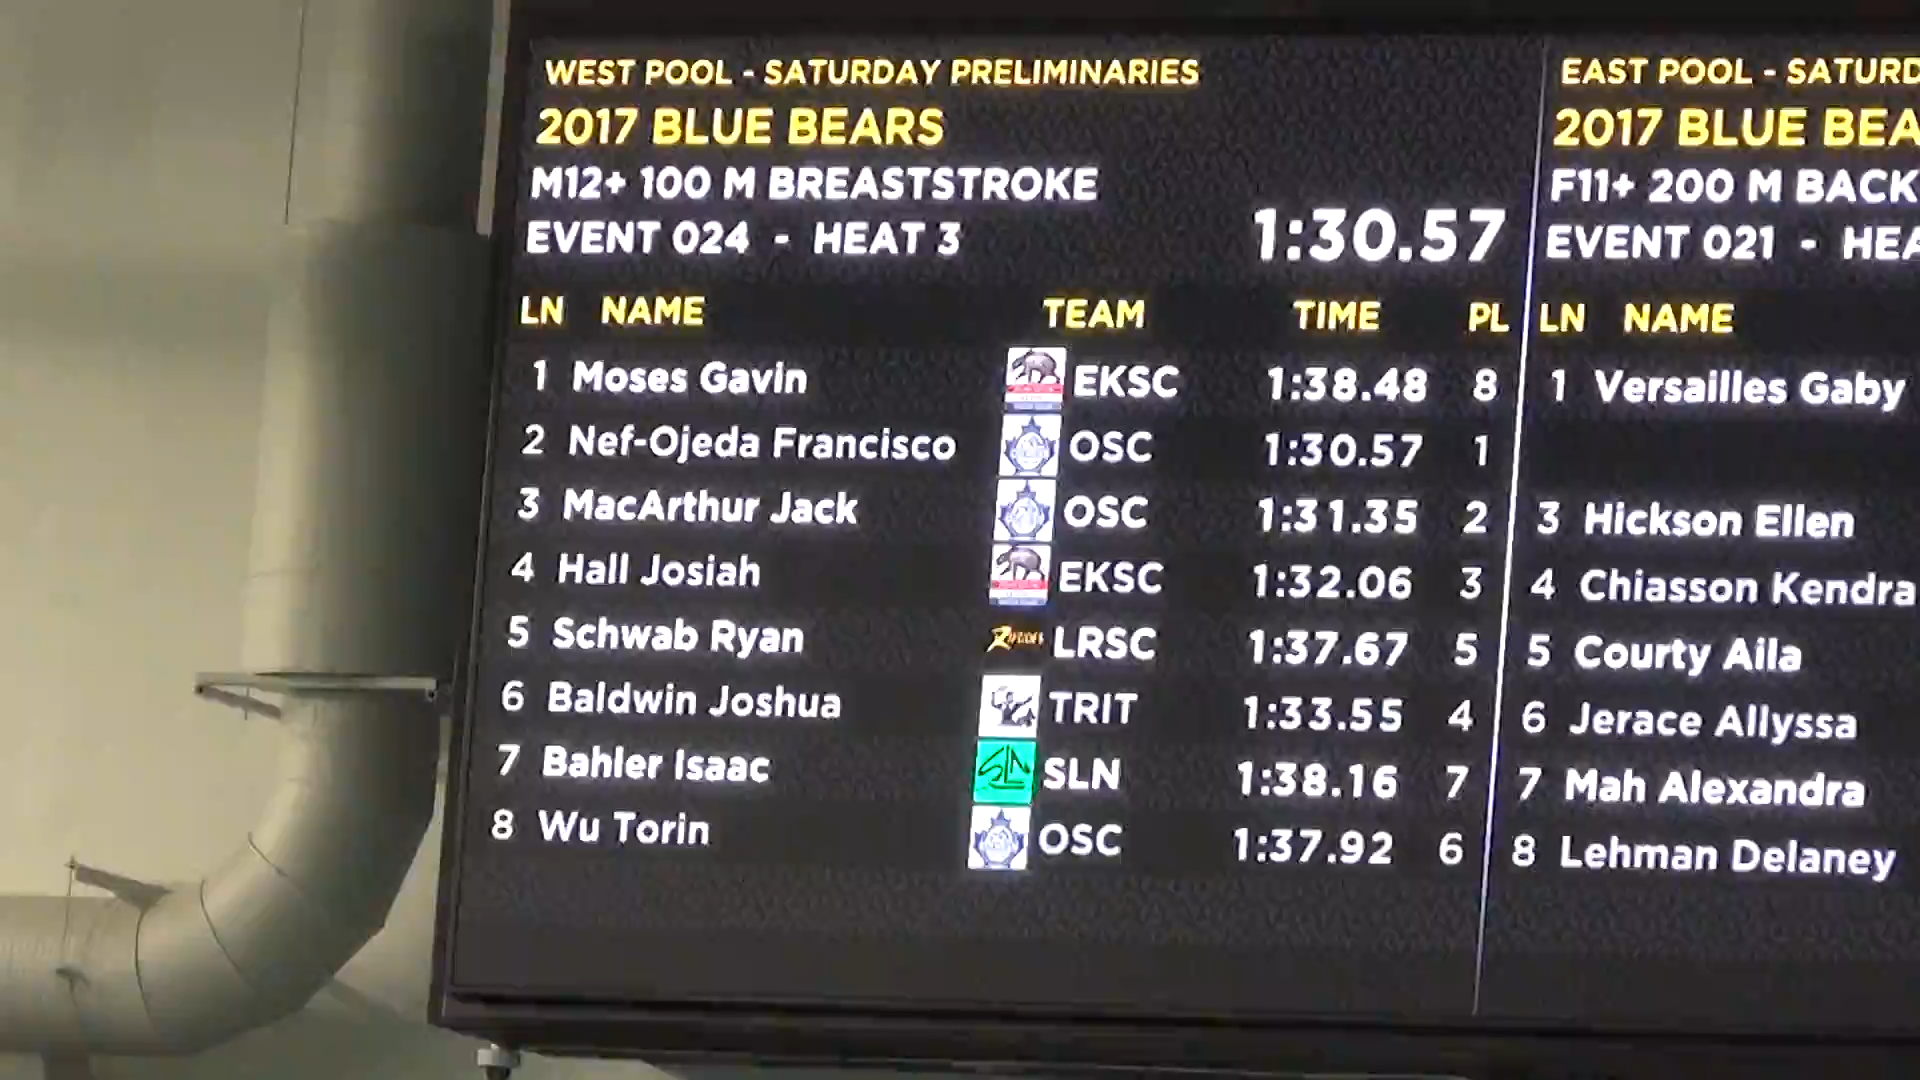 WEST POOL - SATURDAY PRELIMINARIES
2017 BLUE BEARS
M12+ 100 M BREASTSTROKE
EVENT 024 - HEAT 3 1:30.57
LN NAME TEAM TIME PL
1 Moses Gavin EKSC 1:38.48 8
2 Nef-Ojeda Francisco OSC 1:30.57 1
3 MacArthur Jack OSC 1:31.35 2
4 Hall Josiah EKSC 1:32.06 3
5 Schwab Ryan LRSC 1:37.67 5
6 Baldwin Joshua TRIT 1:33.55 4
7 Bahler Isaac SLN SLN 1:38.16 7
8 Wu Torin OSC 1:37.92 6
EAST POOL - SATURD
2017 BLUE BEA
F11+ 200 M BACK
EVENT 021 - HEA
LN NAME
1 Versailles Gaby
3 Hickson Ellen
4 Chiasson Kendra
5 Courty Aila
6 Jerace Allyssa
7 Mah Alexandra
8 Lehman Delaney